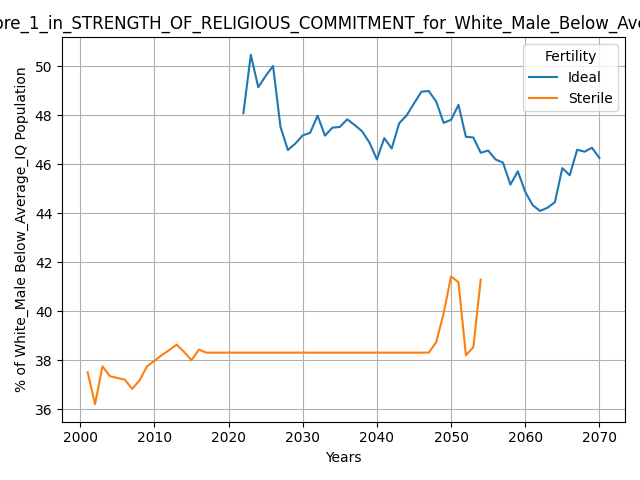 ore_1_in_STRENGTH_OF_RELIGIOUS_COMMITMENT_for_White_Male_Below_Ave
% of White_Male Below_Average_IQ Population
50
48
46
44
42
40
38
36
Fertility
Ideal
Sterile
2000 2010 2020 2030 2040 2050 2060 2070
Years